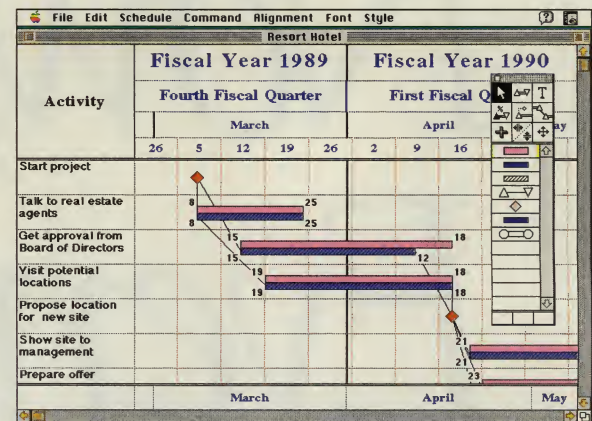 File Edit Schedule Command Alignment Font Style
Resort Hotel
Activity
Fiscal Year 1989
Fiscal Year 1990
Fourth Fiscal Quarter
First Fiscal
March
April
26 5 12 19 26 2 9 16
Start project
Talk to real estate
agents
8 25
8 25
Get approval from
Board of Directors
15 18
15 12
Visit potential
locations
19 18
19 18
Propose location
for new site
Show site to
management
21
21
Prepare offer
23
March
April
May
T